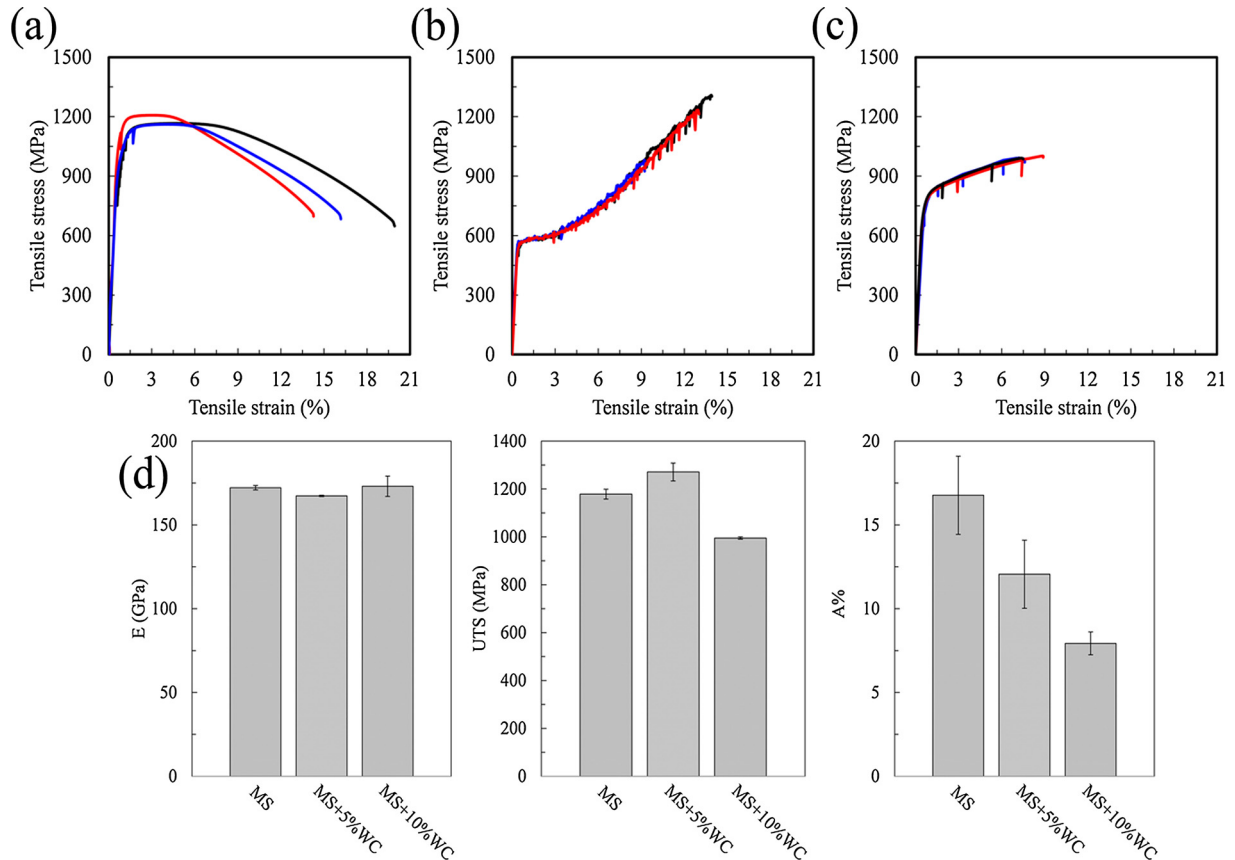 (a)
(b)
(c)
1500
1200
900
600
300
0
Tensile stress (MPa)
0 3 6 9 12 15 18 21
Tensile strain (%)
1500
1200
900
600
300
0
Tensile stress (MPa)
0 3 6 9 12 15 18 21
Tensile strain (%)
1500
1200
900
600
300
0
Tensile stress (MPa)
0 3 6 9 12 15 18 21
Tensile strain (%)
(d)
200
150
100
50
0
E (GPa)
MS
MS+5%WC
MS+10%WC
1400
1200
1000
800
600
400
200
0
UTS (MPa)
MS
MS+5%WC
MS+10%WC
20
15
10
5
0
A%
MS
MS+5%WC
MS+10%WC